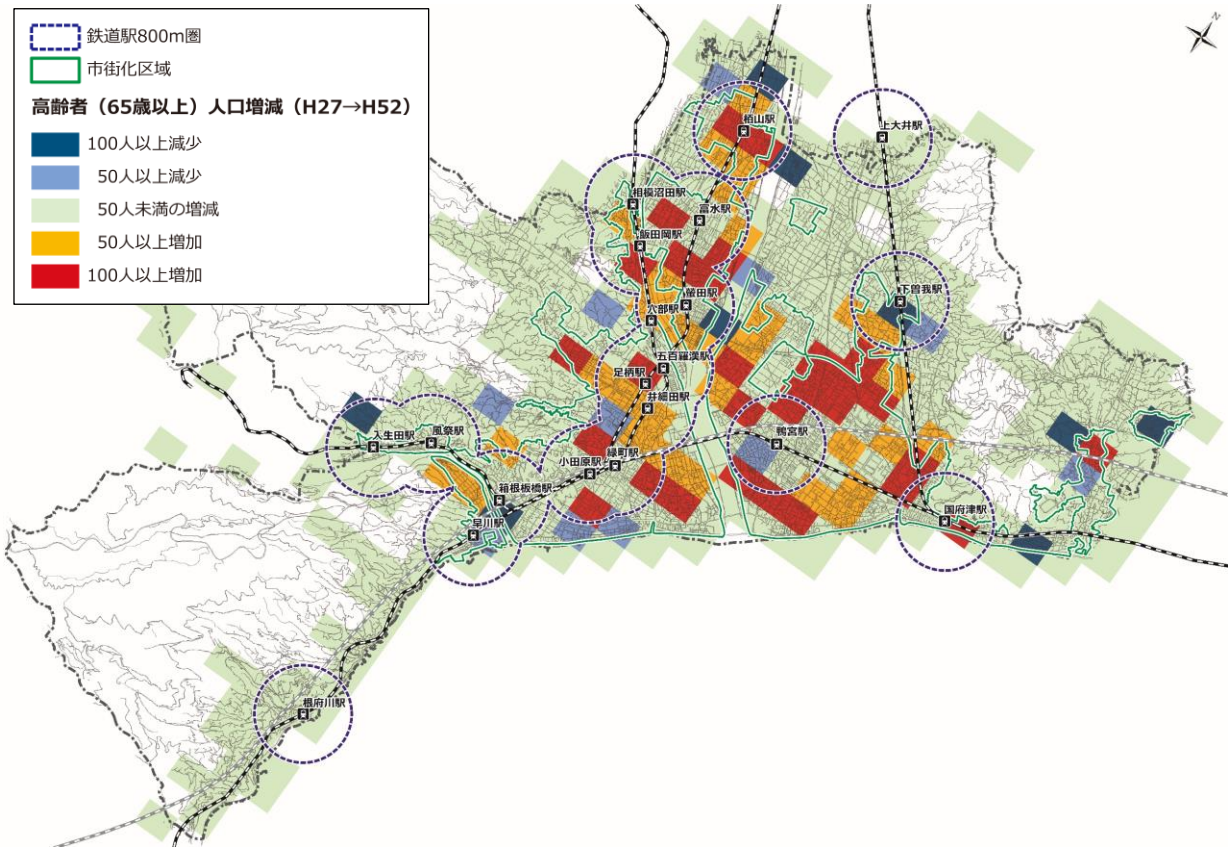 鉄道駅800m圏
市街化区域
高齢者（65歳以上）人口増減（H27→H52）
100人以上減少
50人以上減少
50人未満の増減
50人以上増加
100人以上増加
N
栢山駅
上大井駅
相模沼田駅
富水駅
飯田岡駅
下曽我駅
螢田駅
穴部駅
五百羅漢駅
足柄駅
井細田駅
入生田駅
風祭駅
鴨宮駅
緑町駅
小田原駅
箱根板橋駅
早川駅
国府津駅
根府川駅